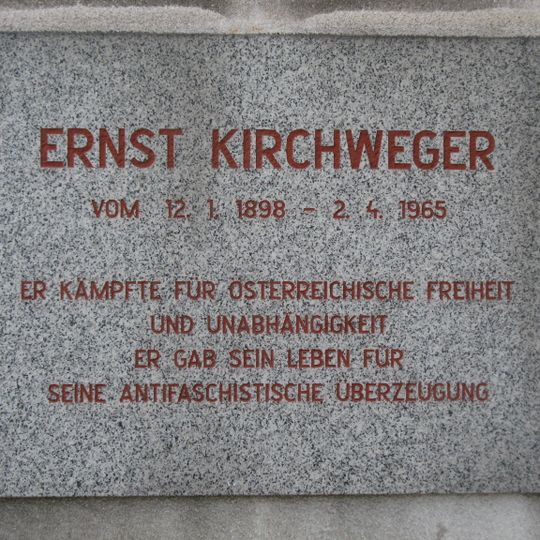 ERNST KIRCHWEGER
VOM 12. 1. 1898 – 2. 4. 1965
ER KÄMPFTE FÜR ÖSTERREICHISCHE FREIHEIT
UND UNABHÄNGIGKEIT
ER GAB SEIN LEBEN FÜR
SEINE ANTIFASCHISTISCHE ÜBERZEUGUNG